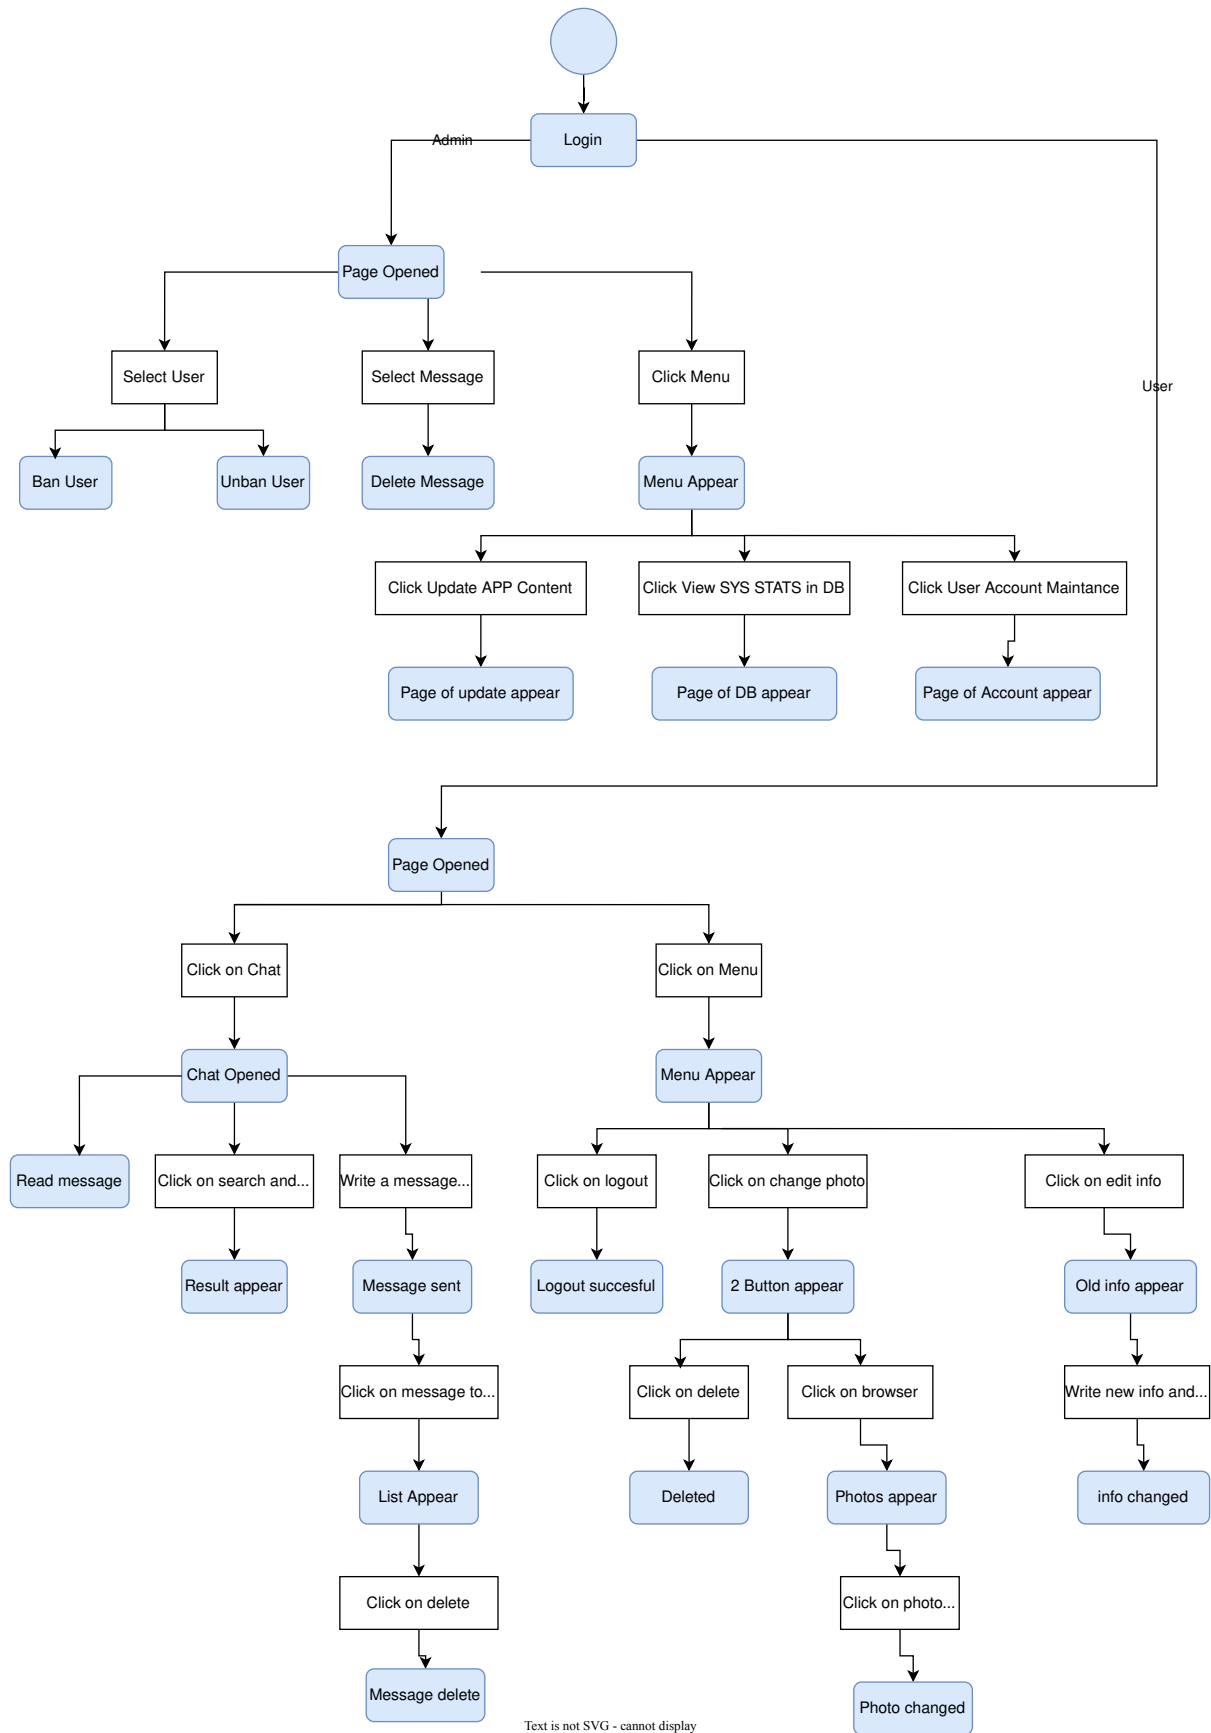 Login
Admin
Page Opened
Select User
Select Message
Click Menu
User
Ban User
Unban User
Delete Message
Menu Appear
Click Update APP Content
Click View SYS STATS in DB
Click User Account Maintance
Page of update appear
Page of DB appear
Page of Account appear
Page Opened
Click on Chat
Click on Menu
Chat Opened
Menu Appear
Read message
Click on search and...
Write a message...
Click on logout
Click on change photo
Click on edit info
Result appear
Message sent
Logout succesful
2 Button appear
Old info appear
Click on message to...
Click on delete
Click on browser
Write new info and...
List Appear
Deleted
Photos appear
info changed
Click on delete
Click on photo...
Message delete
Photo changed
Text is not SVG - cannot display